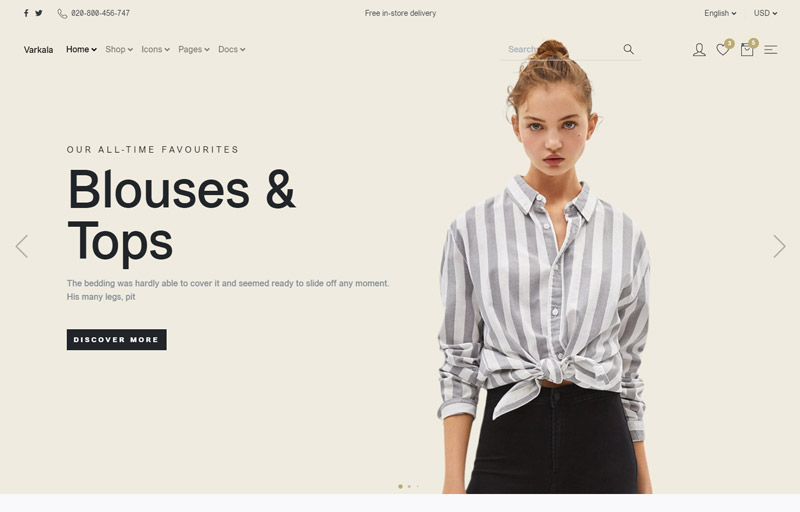 020-800-456-747
Free in-store delivery
English
USD
Varkala
Home
Shop
Icons
Pages
Docs
Search
3
5
OUR ALL-TIME FAVOURITES
Blouses &
Tops
The bedding was hardly able to cover it and seemed ready to slide off any moment.
His many legs, pit
DISCOVER MORE